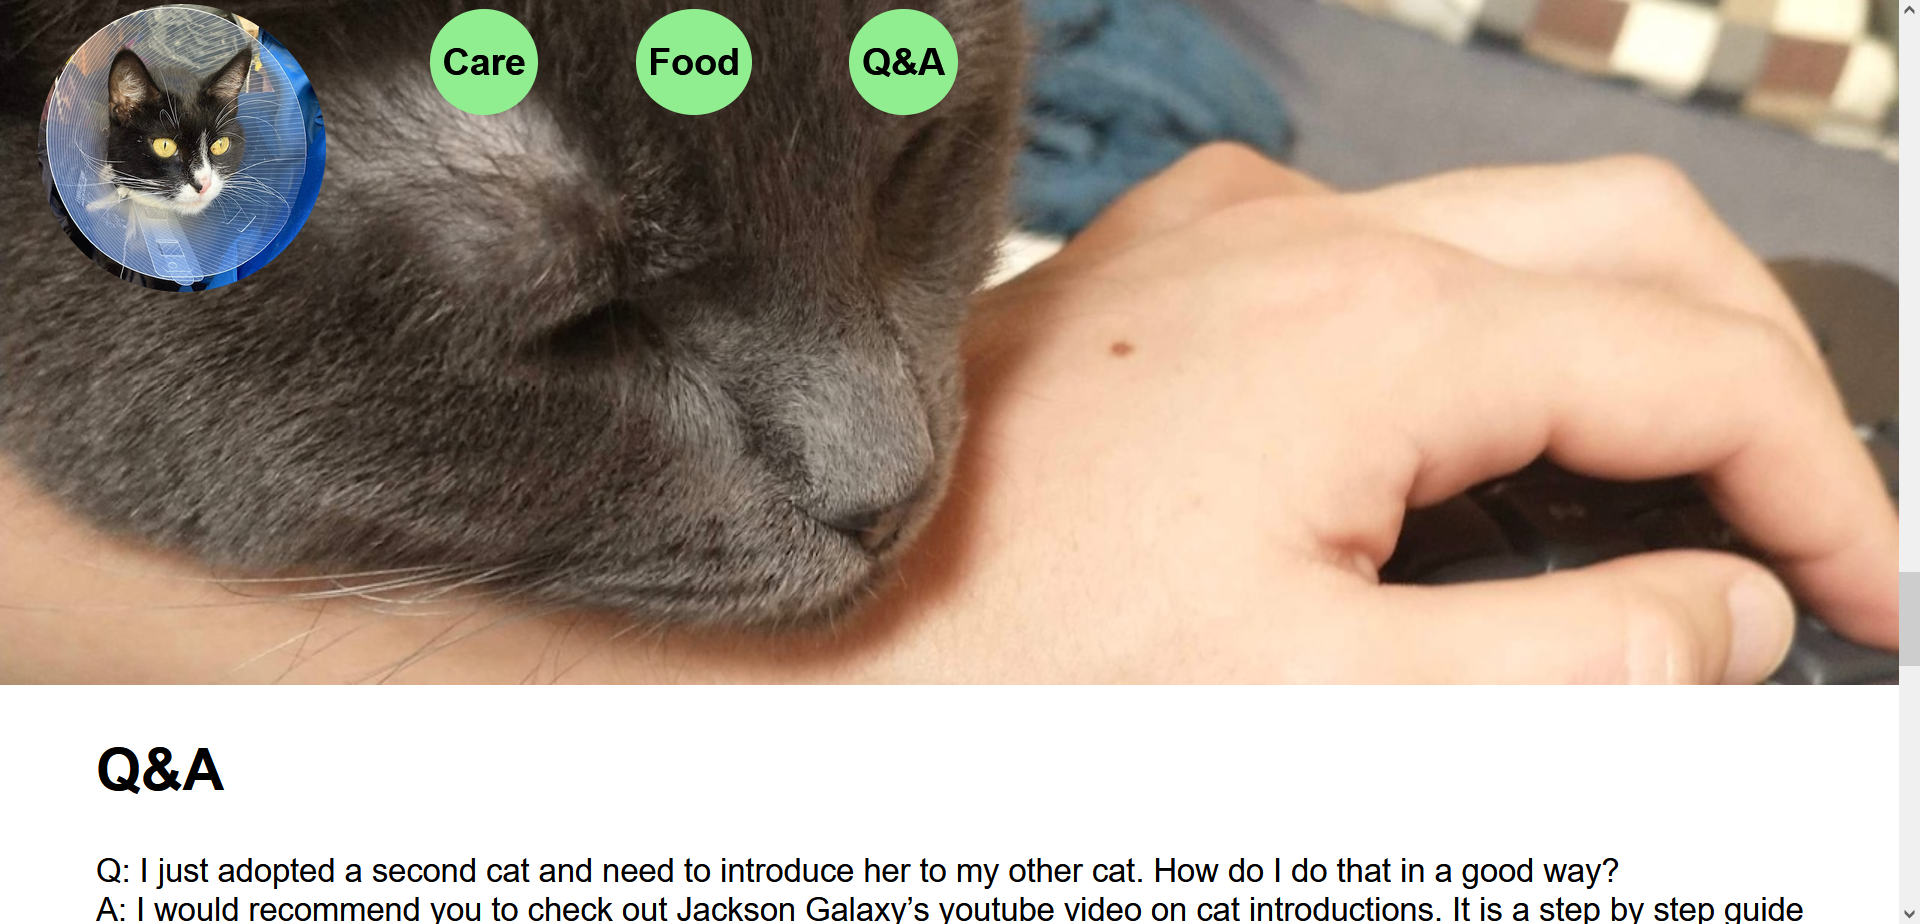 Care
Food
Q&A
Q&A
Q: I just adopted a second cat and need to introduce her to my other cat. How do I do that in a good way?
A: I would recommend you to check out Jackson Galaxy’s youtube video on cat introductions. It is a step by step guide